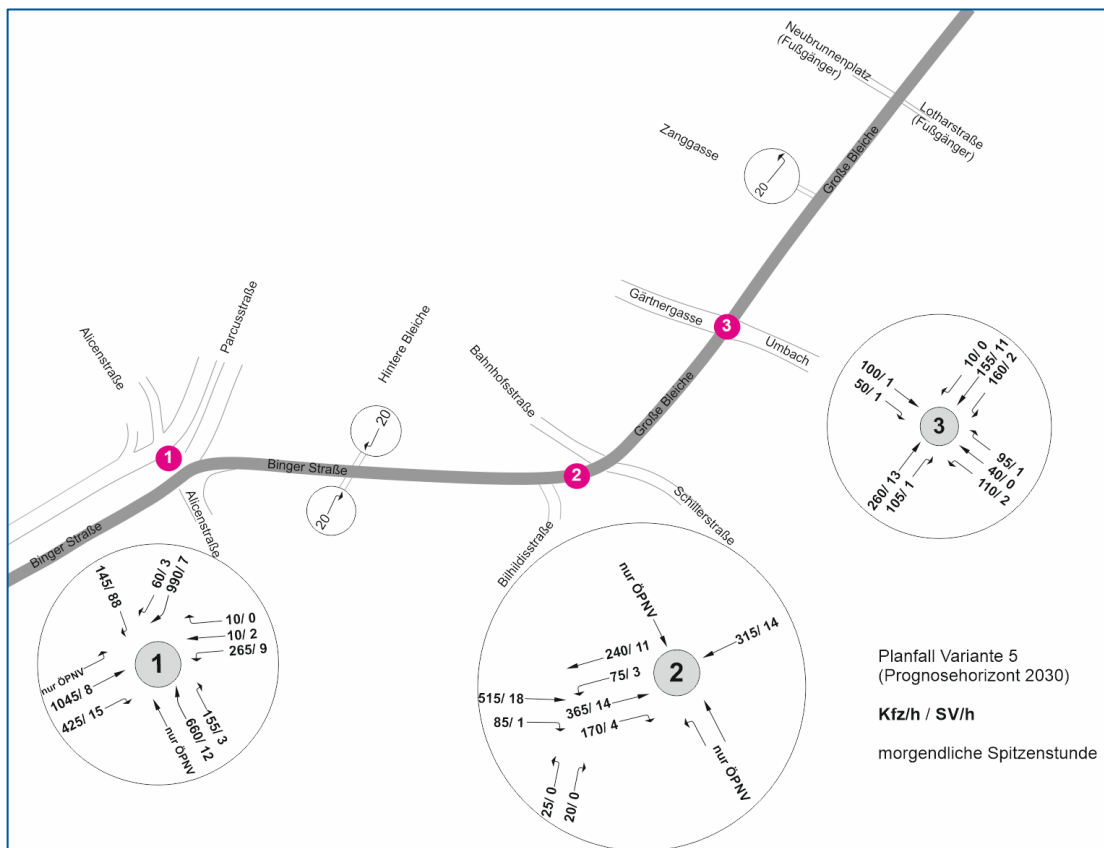 Neubrunnenplatz
(Fußgänger)
Lotharstraße
(Fußgänger)
Zanggasse
20
Große Bleiche
Gärtnergasse
3
Umbach
Alicenstraße
Parcusstraße
Hintere Bleiche
20
Bahnhofsstraße
Große Bleiche
1
Binger Straße
2
20
Alicenstraße
Binger Straße
Bilhildisstraße
Schillerstraße
100/ 1
50/ 1
10/ 0
155/ 11
160/ 2
3
95/ 1
40/ 0
110/ 2
260/ 13
105/ 1
145/ 88
60/ 3
990/ 7
10/ 0
10/ 2
265/ 9
1
nur ÖPNV
1045/ 8
425/ 15
nur ÖPNV
660/ 12
155/ 3
nur ÖPNV
315/ 14
240/ 11
75/ 3
2
515/ 18
365/ 14
85/ 1
170/ 4
nur ÖPNV
25/ 0
20/ 0
Planfall Variante 5
(Prognosehorizont 2030)
Kfz/h / SV/h
morgendliche Spitzenstunde